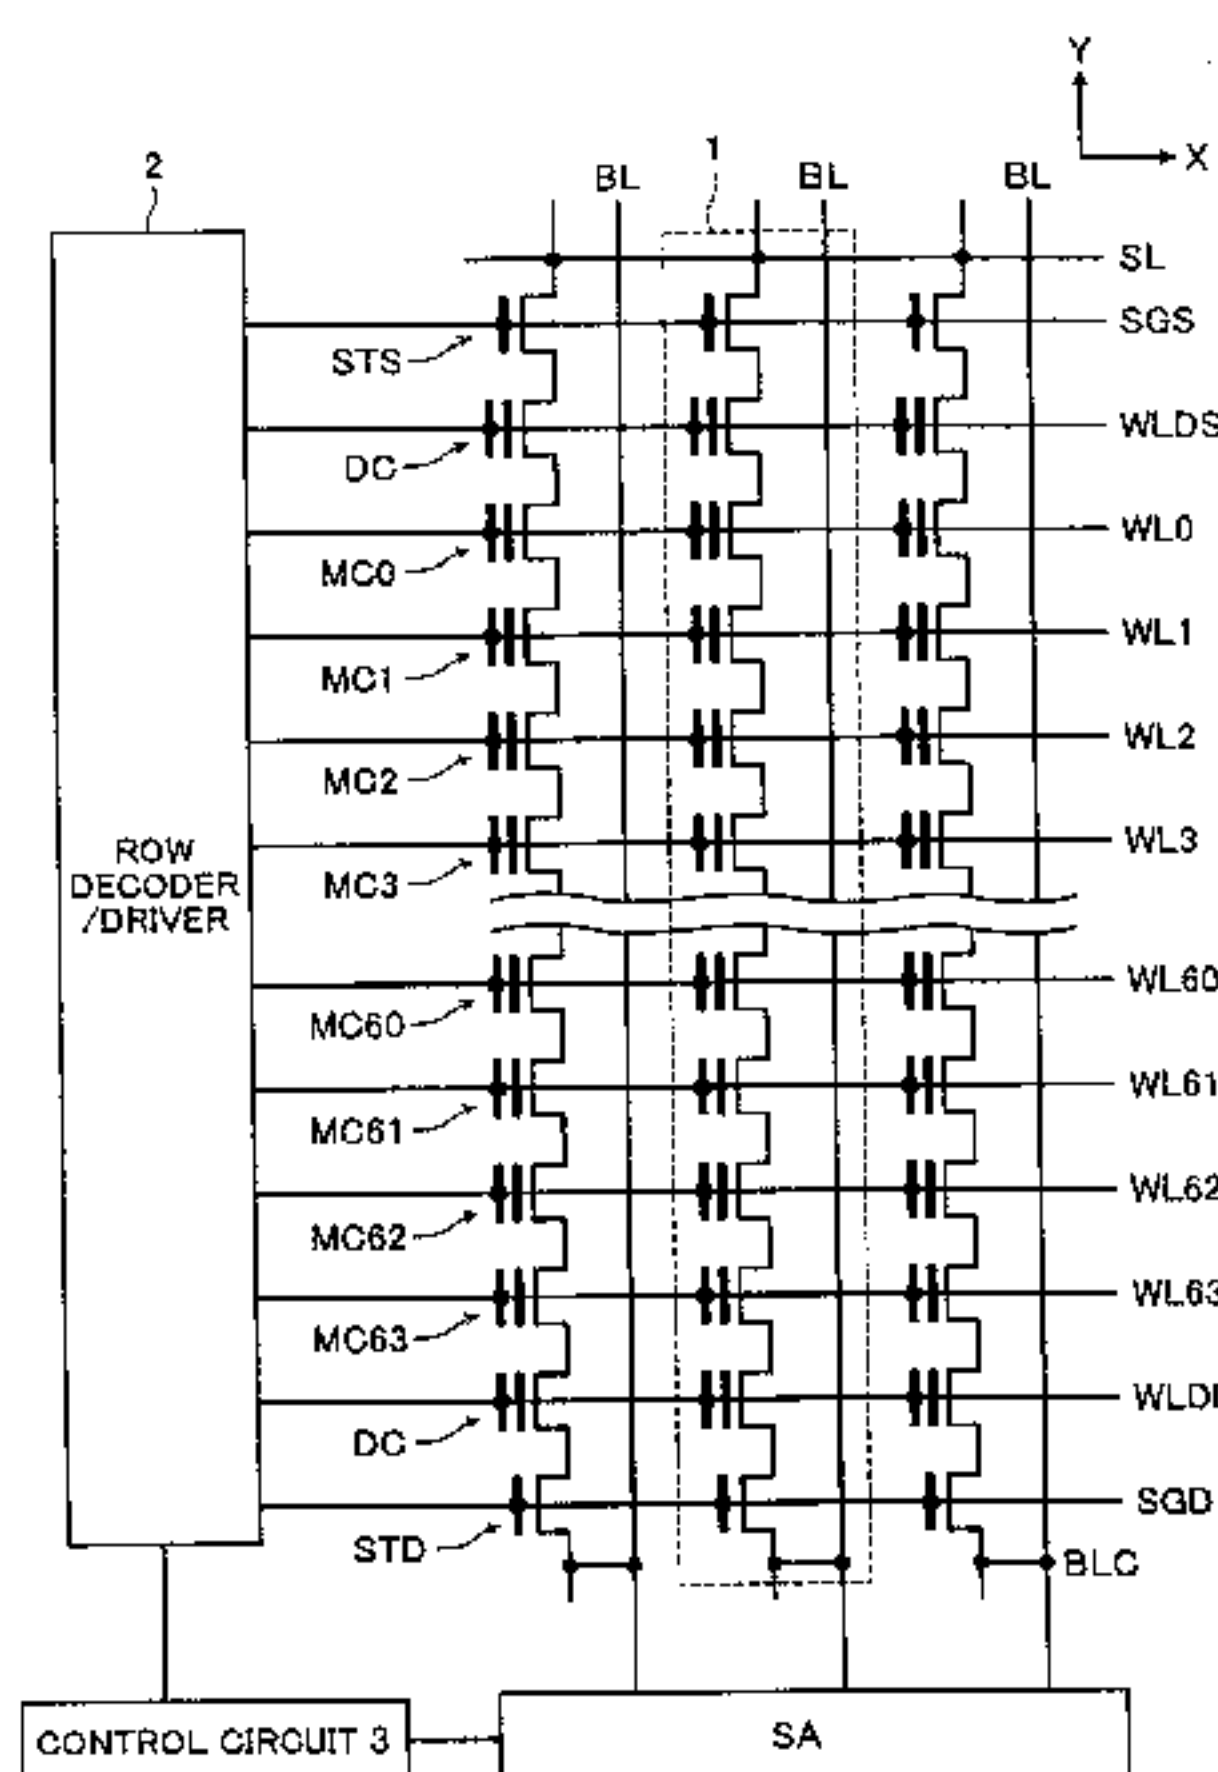 Y
2
1
X
BL
BL
BL
SL
SGS
STS
WLDS
DC
WL0
MC0
WL1
MC1
WL2
MC2
ROW
DECODER
/DRIVER
WL3
MC3
WL60
MC60
WL61
MC61
WL62
MC62
WL63
MC63
DC
SGD
STD
BLC
CONTROL CIRCUIT 3
SA